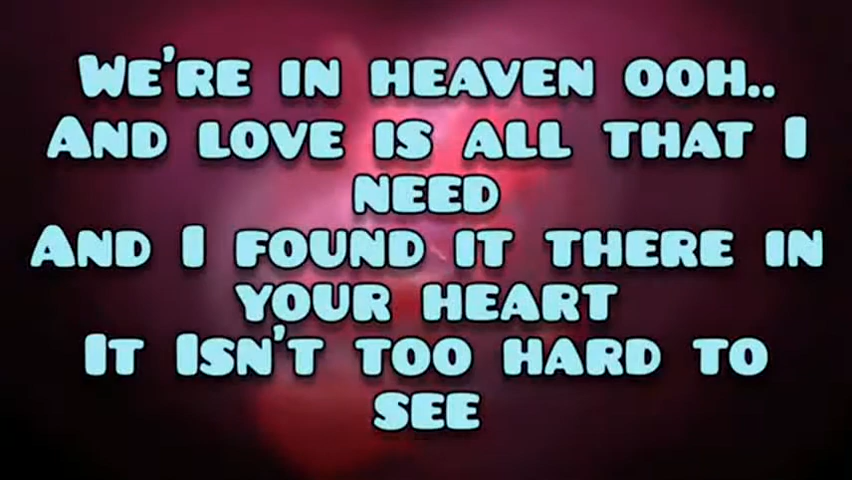 We're in heaven ooh..
And love is all that I
need
And I found it there in
your heart
It Isn't too hard to
see